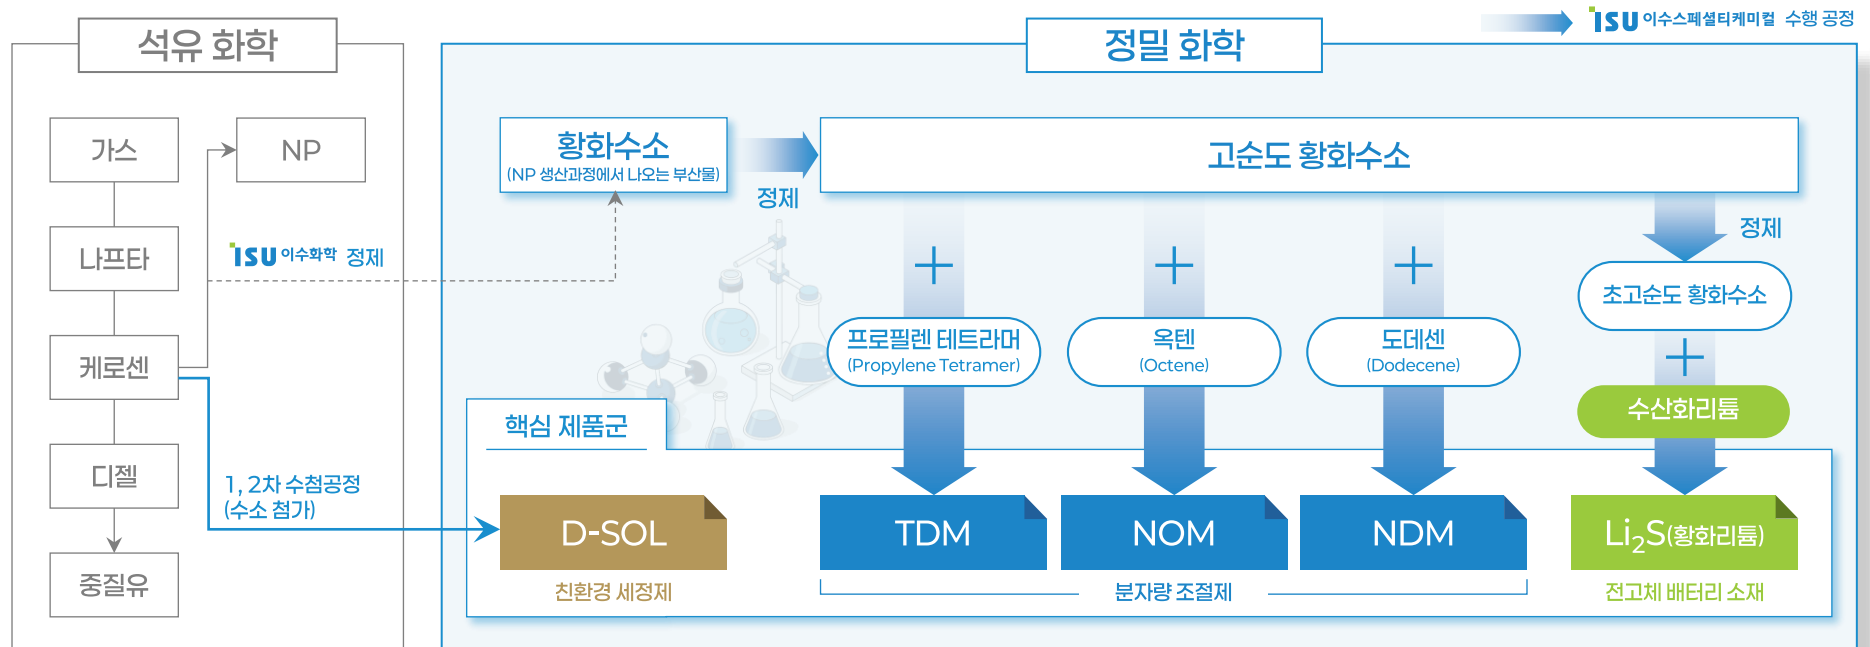 석유 화학
정밀 화학
ISU 이수스페셜티케미컬 수행 공정
가스
NP
나프타
ISU 이수화학 정제
케로센
디젤
중질유
1, 2차 수첨공정
(수소 첨가)
황화수소
(NP 생산과정에서 나오는 부산물)
정제
고순도 황화수소
정제
초고순도 황화수소
프로필렌 테트라머
(Propylene Tetramer)
옥텐
(Octene)
도데센
(Dodecene)
수산화리튬
핵심 제품군
D-SOL
TDM
NOM
NDM
Li₂S(황화리튬)
친환경 세정제
분자량 조절제
전고체 배터리 소재